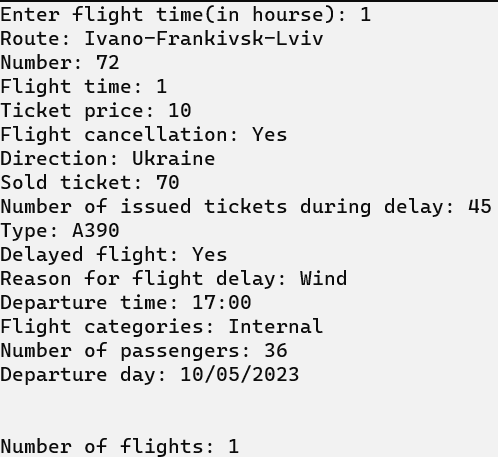 Enter flight time(in hourse): 1
Route: Ivano-Frankivsk-Lviv
Number: 72
Flight time: 1
Ticket price: 10
Flight cancellation: Yes
Direction: Ukraine
Sold ticket: 70
Number of issued tickets during delay: 45
Type: A390
Delayed flight: Yes
Reason for flight delay: Wind
Departure time: 17:00
Flight categories: Internal
Number of passengers: 36
Departure day: 10/05/2023
Number of flights: 1